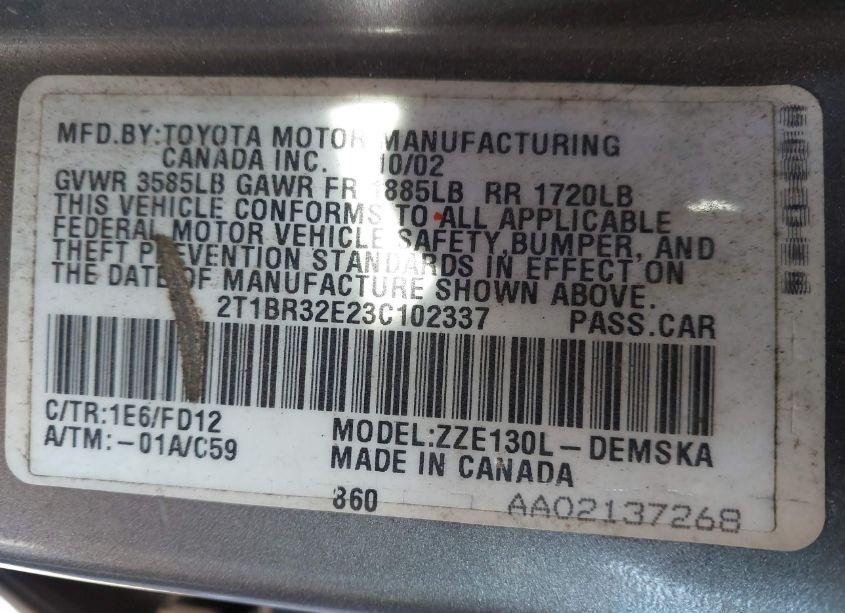 MFD.BY:TOYOTA MOTOR MANUFACTURING
CANADA INC. 10/02
GVWR 3585LB GAWR FR 1885LB RR 1720LB
THIS VEHICLE CONFORMS TO ALL APPLICABLE
FEDERAL MOTOR VEHICLE SAFETY,BUMPER, AND
THEFT PREVENTION STANDARDS IN EFFECT ON
THE DATE OF MANUFACTURE SHOWN ABOVE.
2T1BR32E23C102337 PASS.CAR
C/TR:1E6/FD12
A/TM:-01A/C59
MODEL:ZZE130L-DEMSKA
MADE IN CANADA
360
AA02137268